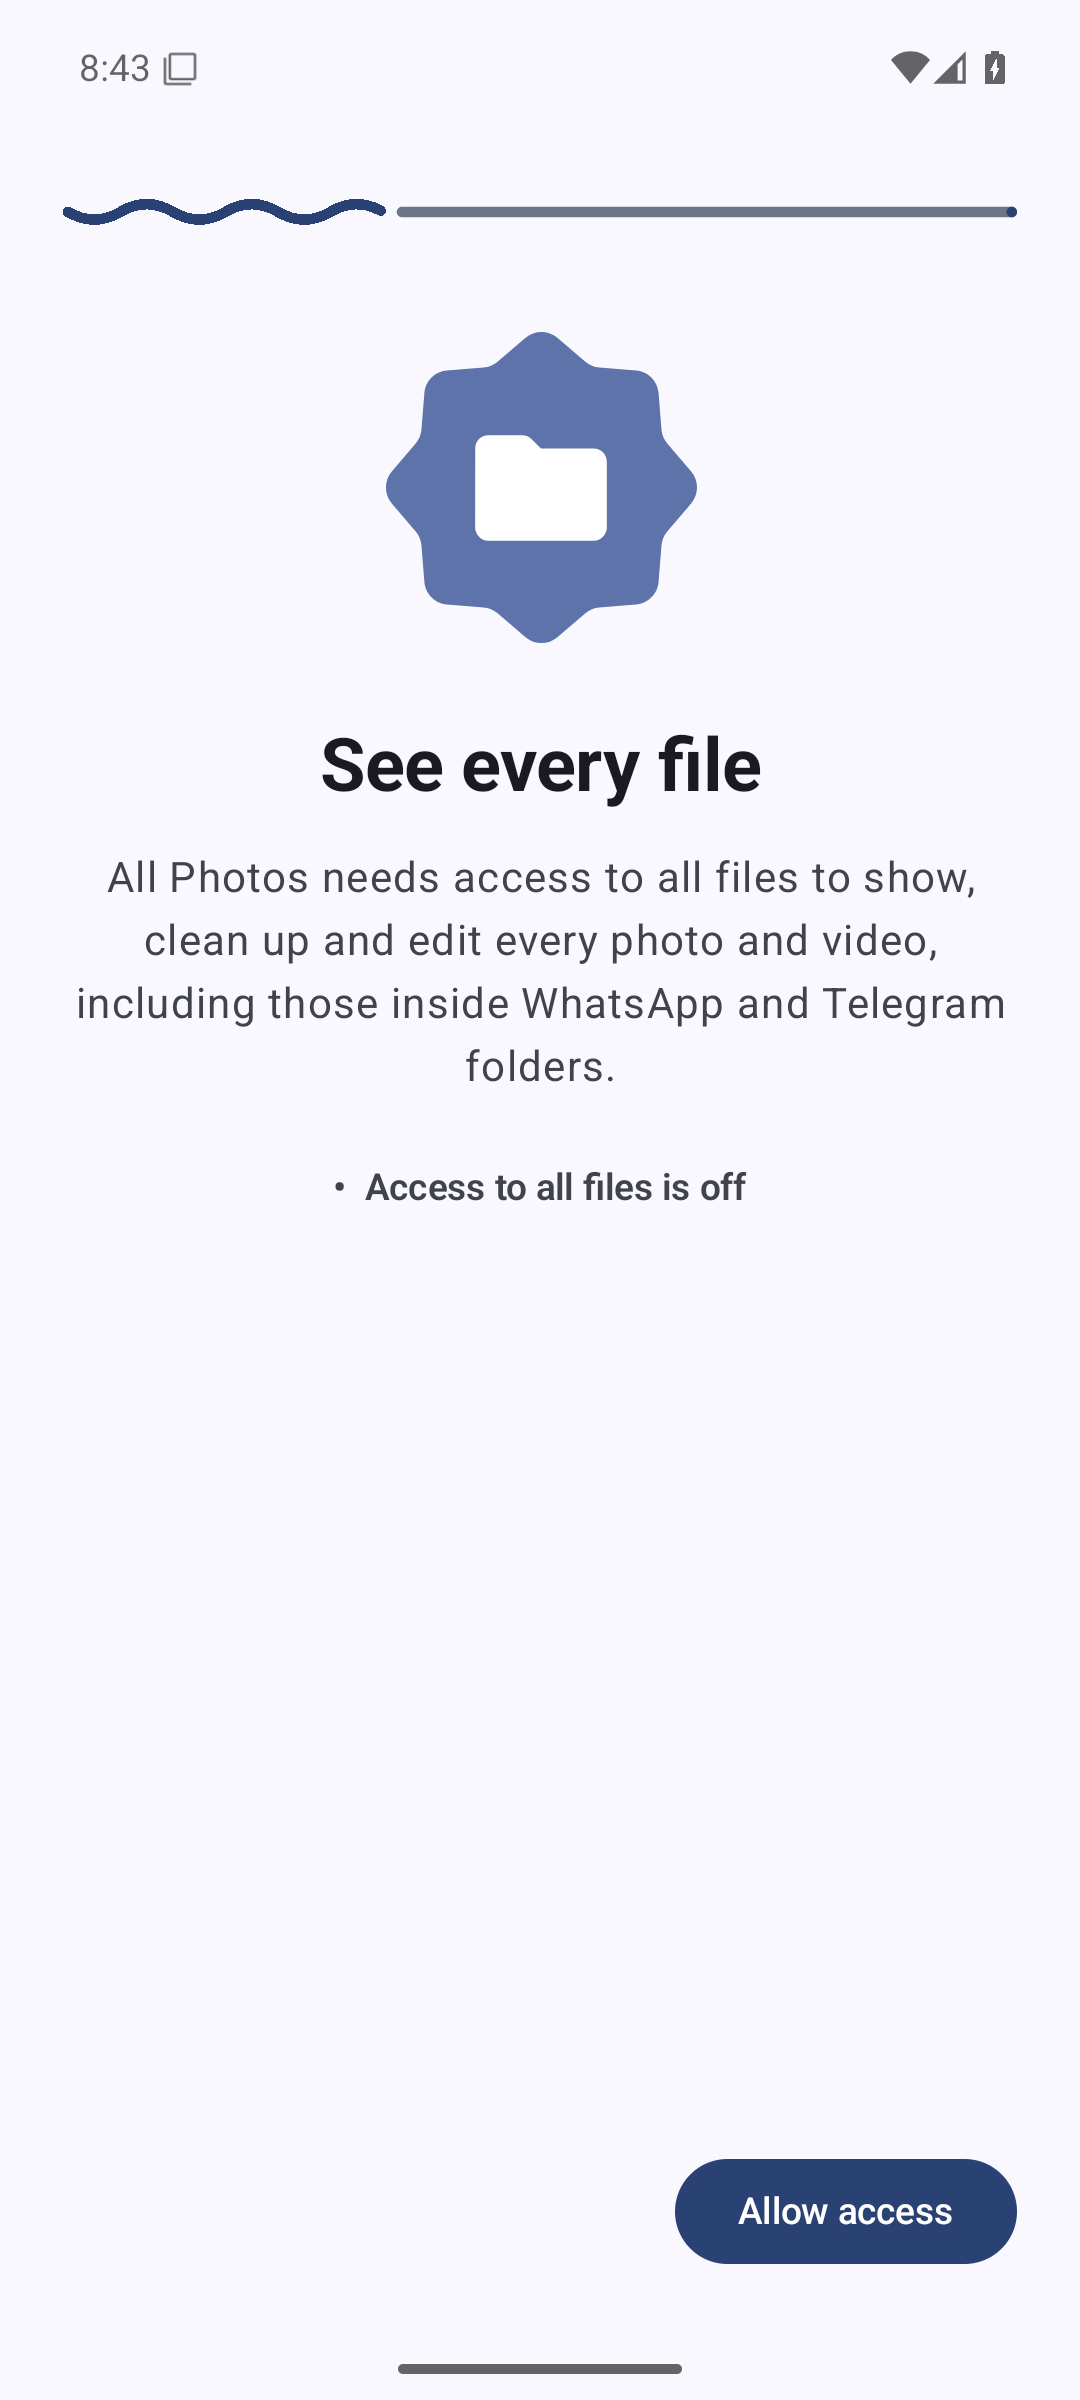 8:43
See every file
All Photos needs access to all files to show,
clean up and edit every photo and video,
including those inside WhatsApp and Telegram
folders.
• Access to all files is off
Allow access